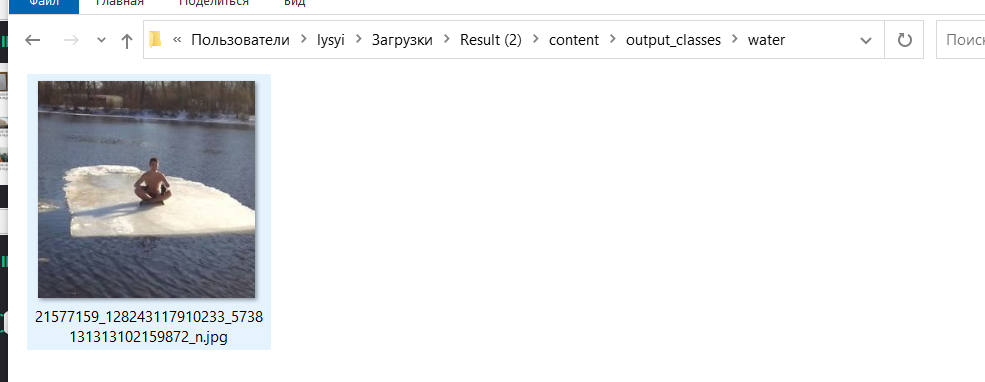 Файл Главная Поделиться Вид
« Пользователи > lysyi > Загрузки > Result (2) > content > output_classes > water
Поиск
21577159_128243117910233_5738
131313102159872_n.jpg